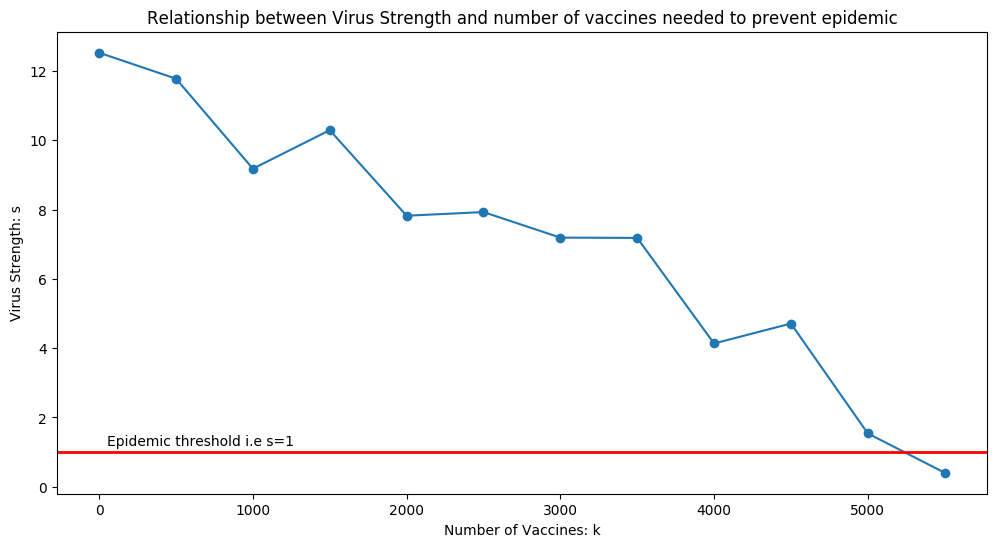 Relationship between Virus Strength and number of vaccines needed to prevent epidemic
Virus Strength: s
12
10
8
6
4
2
0
Epidemic threshold i.e s=1
0 1000 2000 3000 4000 5000
Number of Vaccines: k